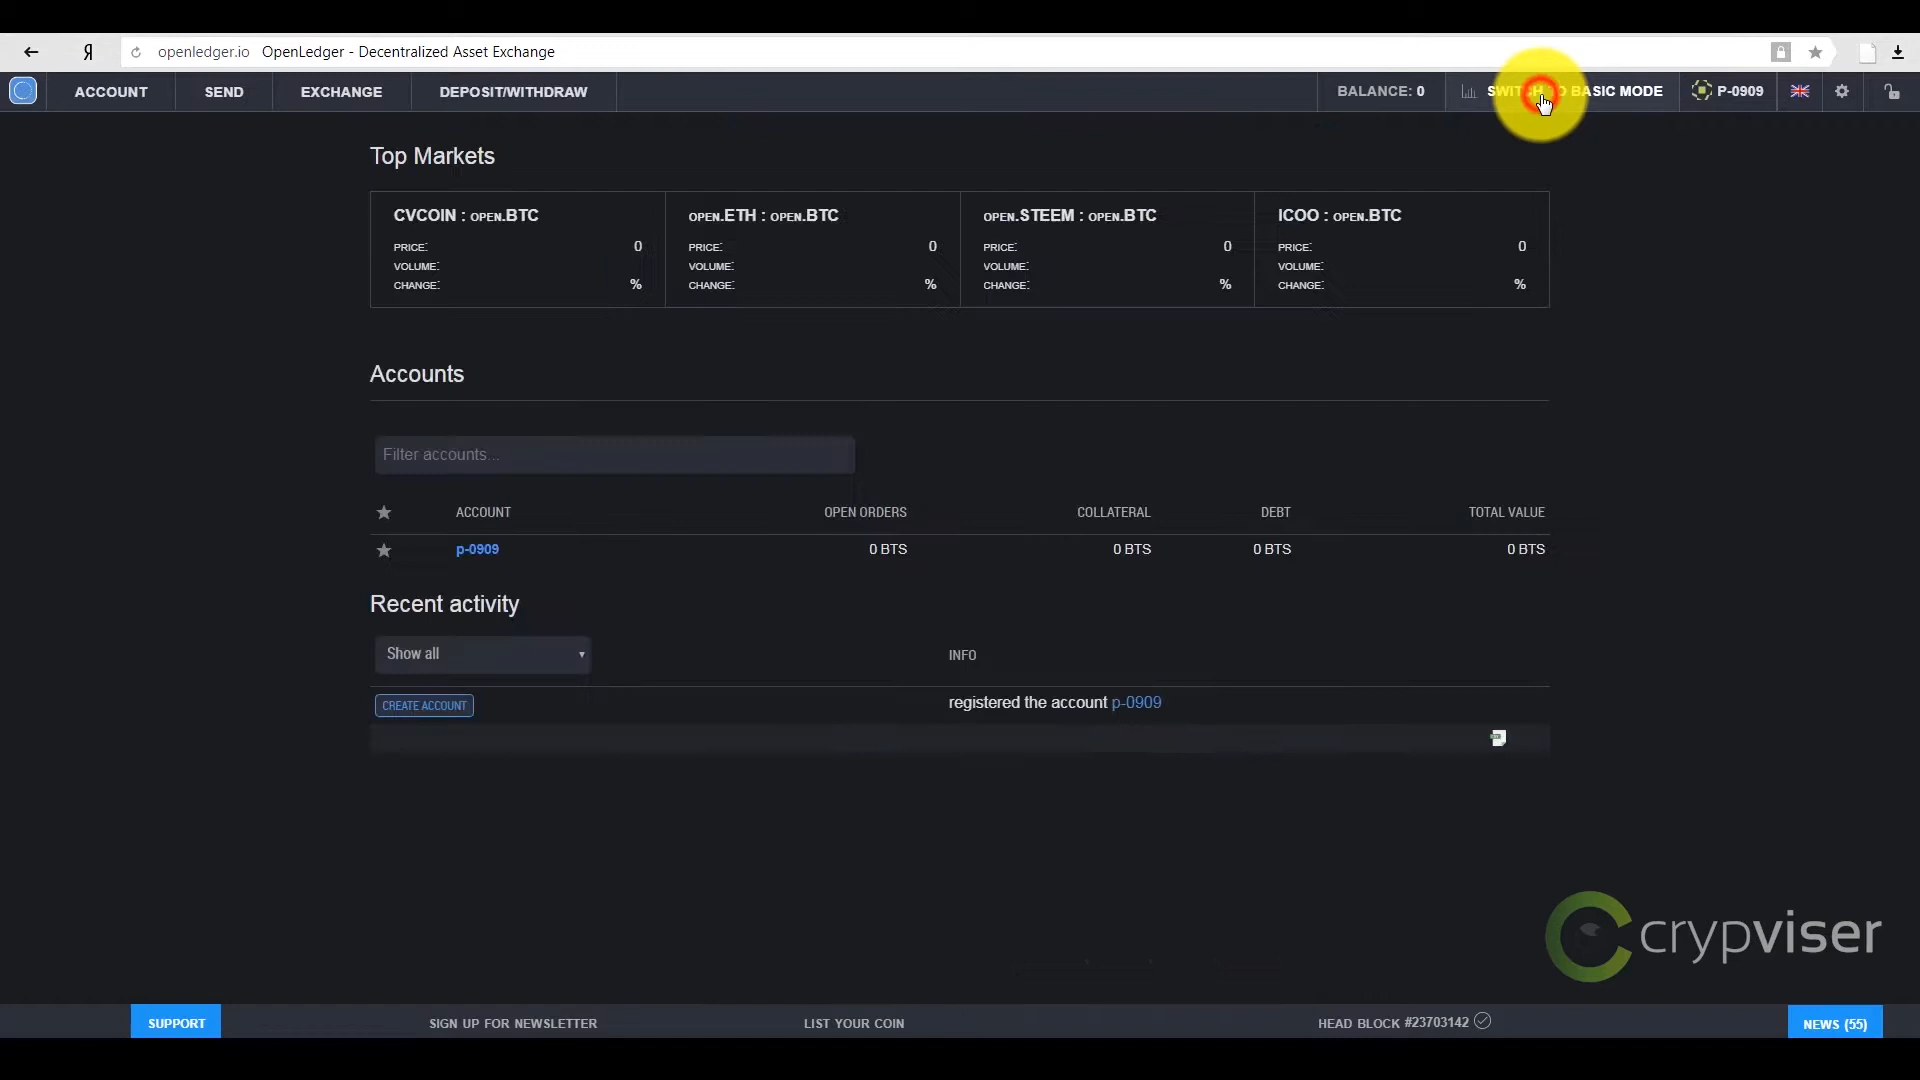 Я openledger.io OpenLedger - Decentralized Asset Exchange
ACCOUNT SEND EXCHANGE DEPOSIT/WITHDRAW BALANCE: 0 SWITCH TO BASIC MODE P-0909
Top Markets
CVCOIN : OPEN.BTC OPEN.ETH : OPEN.BTC OPEN.STEEM : OPEN.BTC ICOO : OPEN.BTC
PRICE: 0 PRICE: 0 PRICE: 0 PRICE: 0
VOLUME: VOLUME: VOLUME: VOLUME:
CHANGE: % CHANGE: % CHANGE: % CHANGE: %
Accounts
Filter accounts...
ACCOUNT OPEN ORDERS COLLATERAL DEBT TOTAL VALUE
p-0909 0 BTS 0 BTS 0 BTS 0 BTS
Recent activity
Show all INFO
CREATE ACCOUNT registered the account p-0909
crypviser
SUPPORT SIGN UP FOR NEWSLETTER LIST YOUR COIN HEAD BLOCK #23703142 NEWS (55)